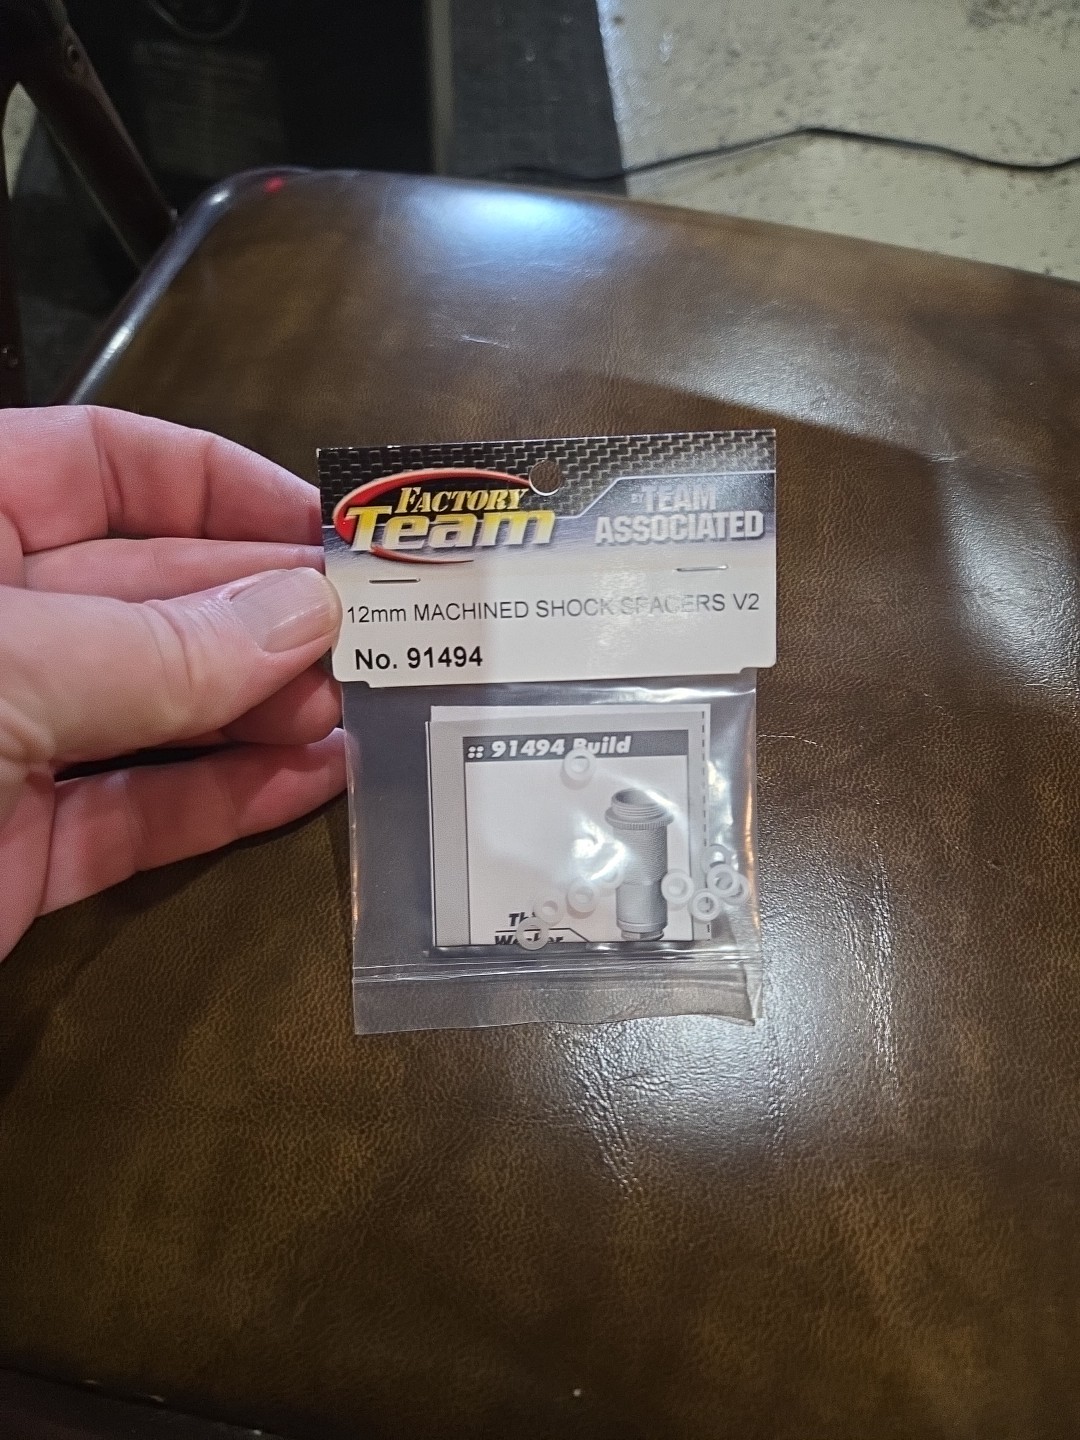 FACTORY
Team
BY TEAM
ASSOCIATED
12mm MACHINED SHOCK SPACERS V2
No. 91494
:: 91494 Build